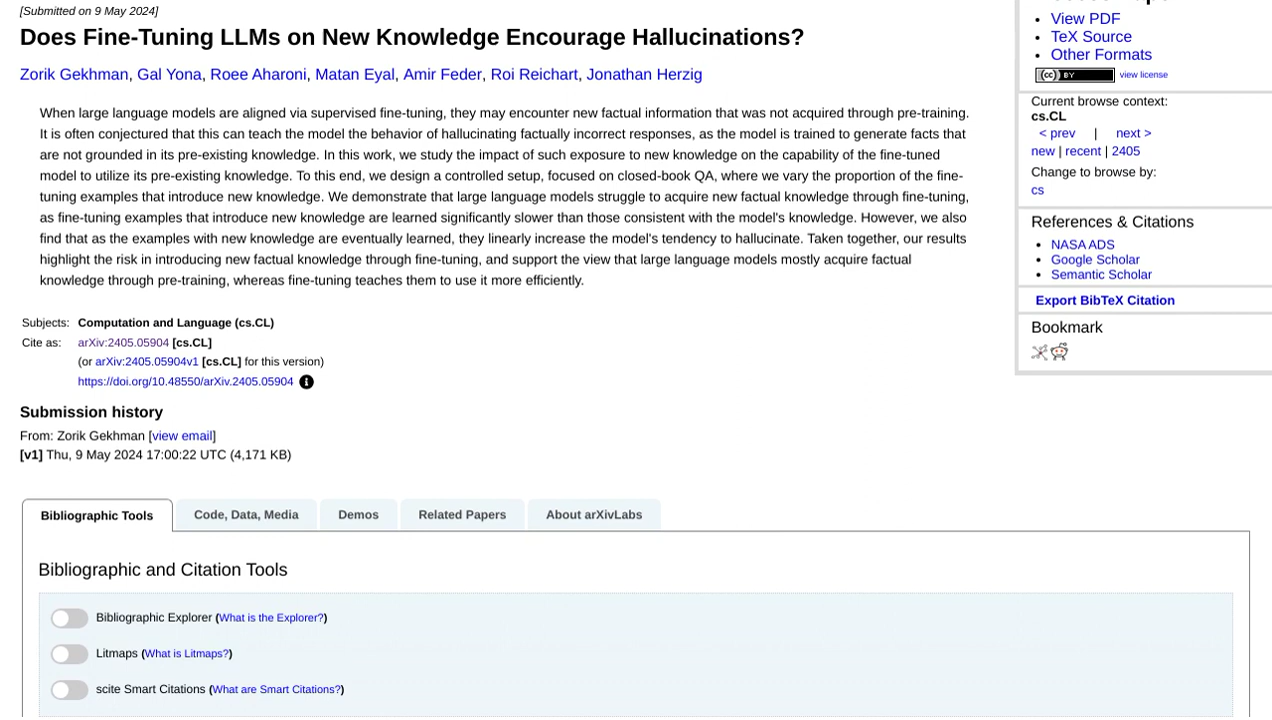 [Submitted on 9 May 2024]
Does Fine-Tuning LLMs on New Knowledge Encourage Hallucinations?
Zorik Gekhman, Gal Yona, Roee Aharoni, Matan Eyal, Amir Feder, Roi Reichart, Jonathan Herzig
When large language models are aligned via supervised fine-tuning, they may encounter new factual information that was not acquired through pre-training.
It is often conjectured that this can teach the model the behavior of hallucinating factually incorrect responses, as the model is trained to generate facts that
are not grounded in its pre-existing knowledge. In this work, we study the impact of such exposure to new knowledge on the capability of the fine-tuned
model to utilize its pre-existing knowledge. To this end, we design a controlled setup, focused on closed-book QA, where we vary the proportion of the fine-
tuning examples that introduce new knowledge. We demonstrate that large language models struggle to acquire new factual knowledge through fine-tuning,
as fine-tuning examples that introduce new knowledge are learned significantly slower than those consistent with the model's knowledge. However, we also
find that as the examples with new knowledge are eventually learned, they linearly increase the model's tendency to hallucinate. Taken together, our results
highlight the risk in introducing new factual knowledge through fine-tuning, and support the view that large language models mostly acquire factual
knowledge through pre-training, whereas fine-tuning teaches them to use it more efficiently.
Subjects: Computation and Language (cs.CL)
Cite as: arXiv:2405.05904 [cs.CL]
(or arXiv:2405.05904v1 [cs.CL] for this version)
https://doi.org/10.48550/arXiv.2405.05904
Submission history
From: Zorik Gekhman [view email]
[v1] Thu, 9 May 2024 17:00:22 UTC (4,171 KB)
View PDF
TeX Source
Other Formats
(cc) BY view license
Current browse context:
cs.CL
< prev | next >
new | recent | 2405
Change to browse by:
cs
References & Citations
NASA ADS
Google Scholar
Semantic Scholar
Export BibTeX Citation
Bookmark
Bibliographic Tools Code, Data, Media Demos Related Papers About arXivLabs
Bibliographic and Citation Tools
Bibliographic Explorer (What is the Explorer?)
Litmaps (What is Litmaps?)
scite Smart Citations (What are Smart Citations?)